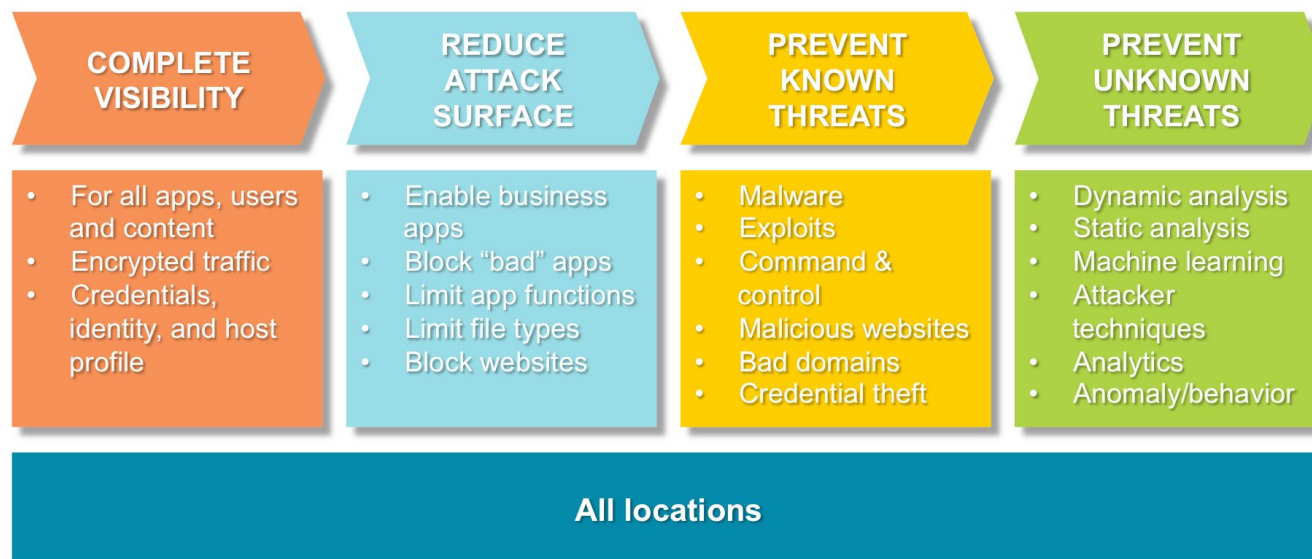 COMPLETE
VISIBILITY
REDUCE
ATTACK
SURFACE
PREVENT
KNOWN
THREATS
PREVENT
UNKNOWN
THREATS
• For all apps, users
and content
• Encrypted traffic
• Credentials,
identity, and host
profile
• Enable business
apps
• Block “bad” apps
• Limit app functions
• Limit file types
• Block websites
• Malware
• Exploits
• Command &
control
• Malicious websites
• Bad domains
• Credential theft
• Dynamic analysis
• Static analysis
• Machine learning
• Attacker
techniques
• Analytics
• Anomaly/behavior
All locations